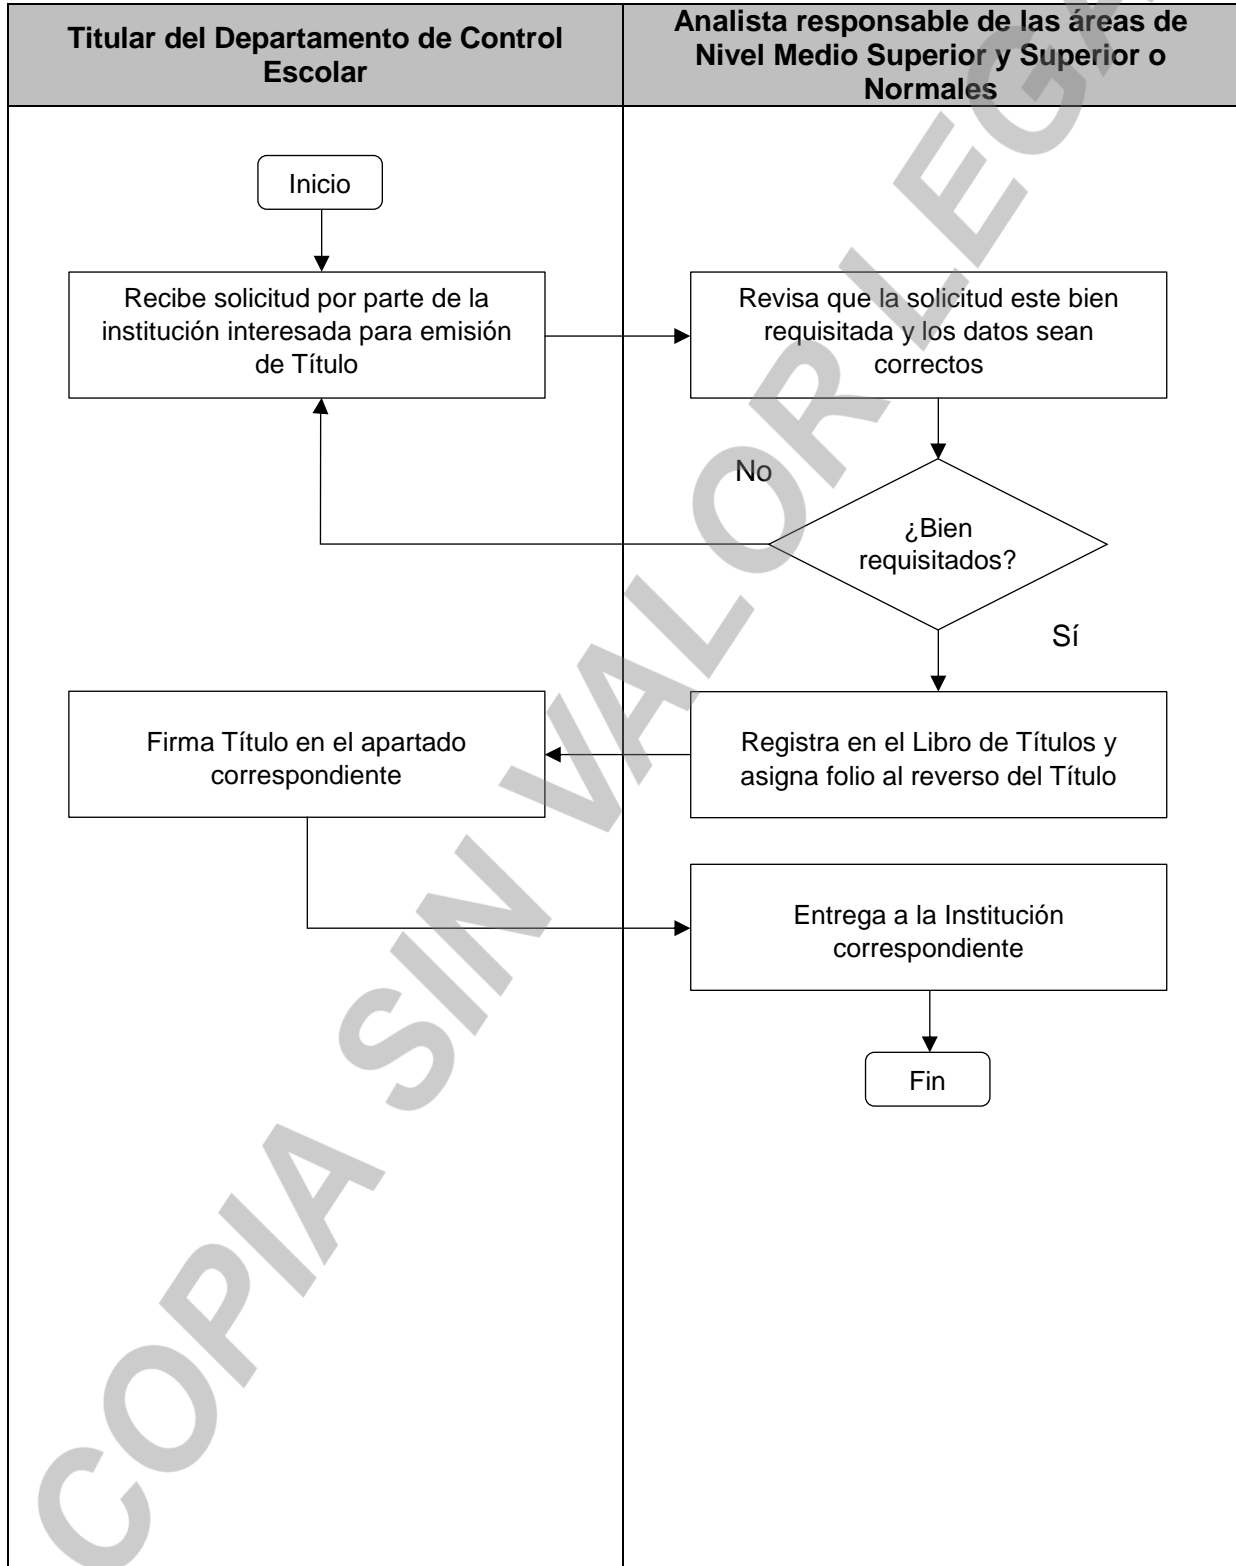 Titular del Departamento de Control
Escolar
Analista responsable de las áreas de
Nivel Medio Superior y Superior o
Normales
Inicio
Recibe solicitud por parte de la
institución interesada para emisión
de Título
Revisa que la solicitud este bien
requisitada y los datos sean
correctos
No
¿Bien
requisitados?
Sí
Firma Título en el apartado
correspondiente
Registra en el Libro de Títulos y
asigna folio al reverso del Título
Entrega a la Institución
correspondiente
Fin
COPIA SIN VALOR LEGA